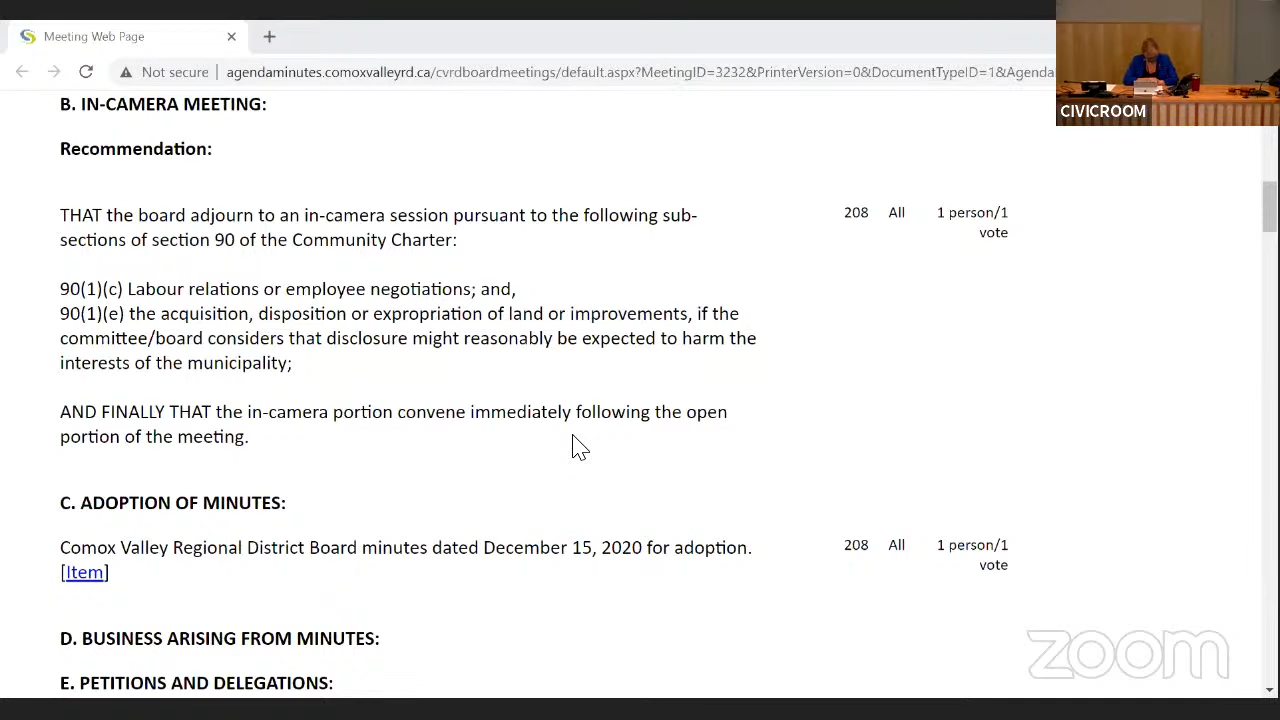 Meeting Web Page
Not secure
agendaminutes.comoxvalleyrd.ca/cvrdboardmeetings/default.aspx?MeetingID=3232&PrinterVersion=0&DocumentTypeID=1&Agenda
CIVICROOM
B. IN-CAMERA MEETING:
Recommendation:
THAT the board adjourn to an in-camera session pursuant to the following sub-
sections of section 90 of the Community Charter:
208 All 1 person/1
vote
90(1)(c) Labour relations or employee negotiations; and,
90(1)(e) the acquisition, disposition or expropriation of land or improvements, if the
committee/board considers that disclosure might reasonably be expected to harm the
interests of the municipality;
AND FINALLY THAT the in-camera portion convene immediately following the open
portion of the meeting.
C. ADOPTION OF MINUTES:
Comox Valley Regional District Board minutes dated December 15, 2020 for adoption.
[Item]
208 All 1 person/1
vote
D. BUSINESS ARISING FROM MINUTES:
E. PETITIONS AND DELEGATIONS:
zoom